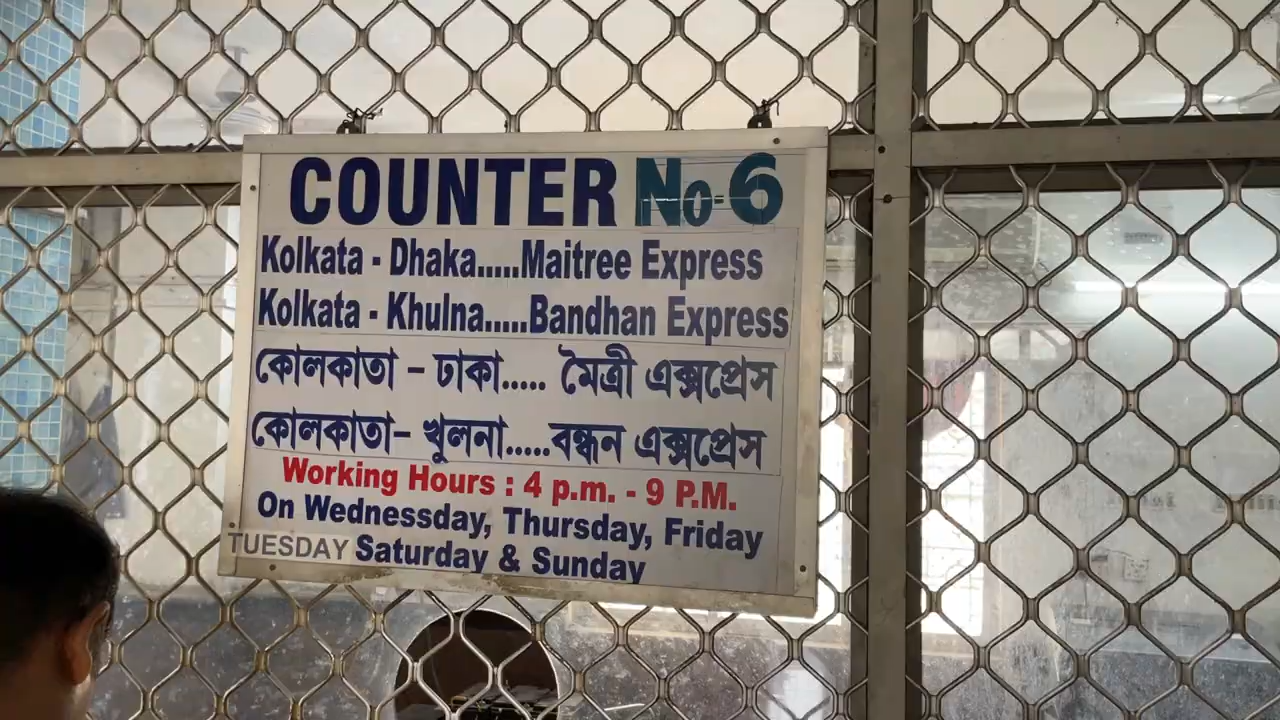 COUNTER No-6
Kolkata - Dhaka.....Maitree Express
Kolkata - Khulna.....Bandhan Express
কোলকাতা – ঢাকা..... মৈত্রী এক্সপ্রেস
কোলকাতা– খুলনা.....বন্ধন এক্সপ্রেস
Working Hours : 4 p.m. - 9 P.M.
On Wednessday, Thursday, Friday
TUESDAY Saturday & Sunday